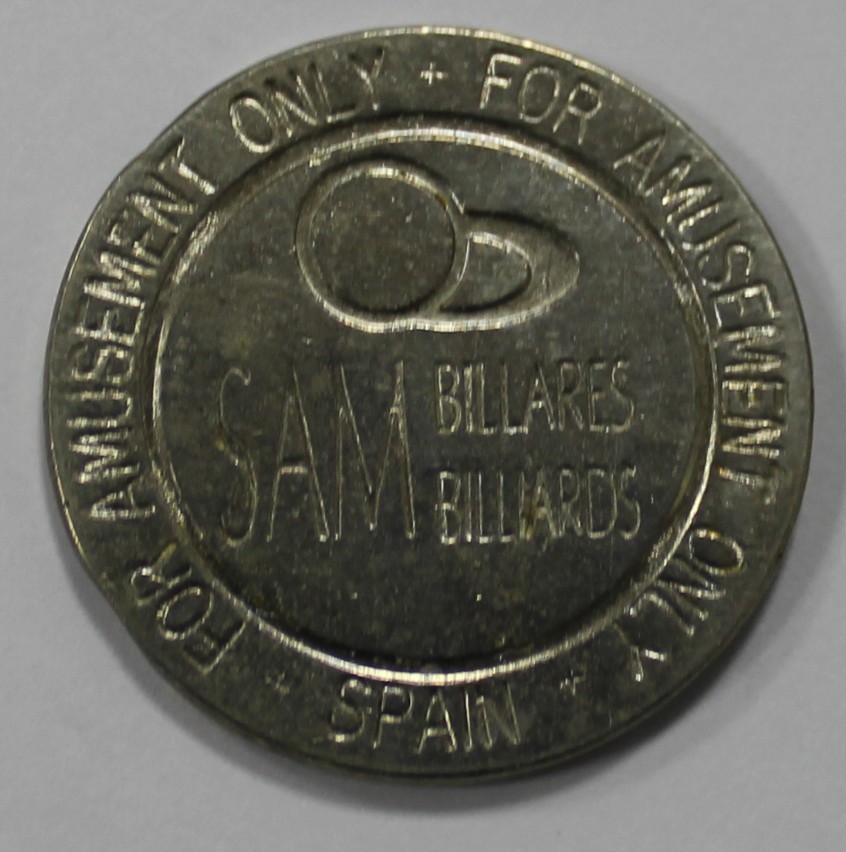 FOR AMUSEMENT ONLY + FOR AMUSEMENT ONLY + SPAIN +
SAM
BILLARES
BILLIARDS